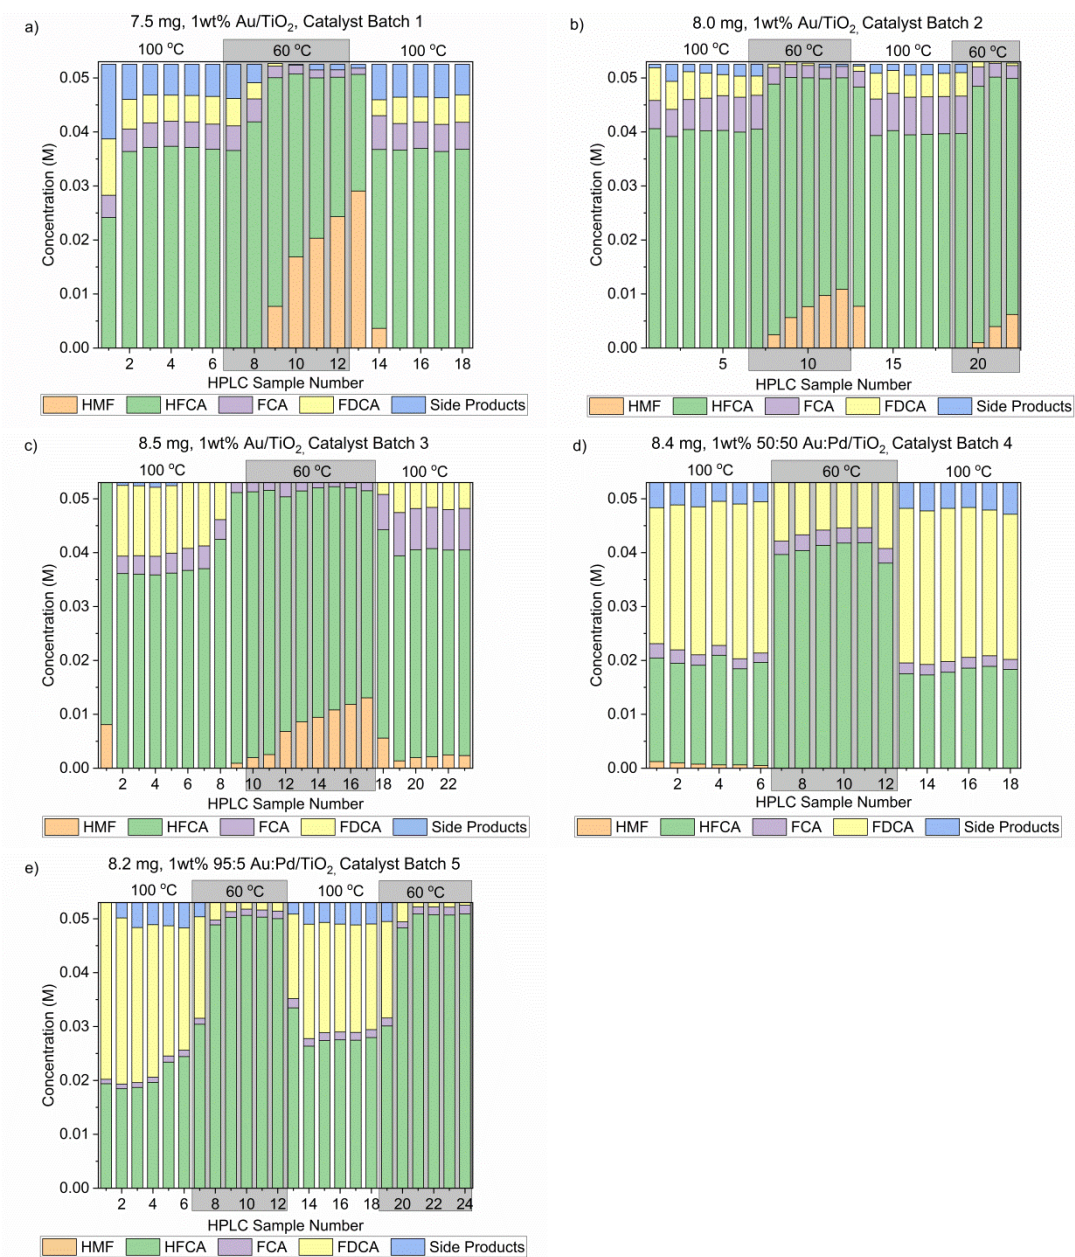 a)
7.5 mg, 1wt% Au/TiO2, Catalyst Batch 1
100 °C 60 °C 100 °C
0.05
0.04
0.03
0.02
0.01
0.00
Concentration (M)
2 4 6 8 10 12 14 16 18
HPLC Sample Number
HMF HFCA FCA FDCA Side Products
b)
8.0 mg, 1wt% Au/TiO2, Catalyst Batch 2
100 °C 60 °C 100 °C 60 °C
0.05
0.04
0.03
0.02
0.01
0.00
Concentration (M)
5 10 15 20
HPLC Sample Number
HMF HFCA FCA FDCA Side Products
c)
8.5 mg, 1wt% Au/TiO2, Catalyst Batch 3
100 °C 60 °C 100 °C
0.05
0.04
0.03
0.02
0.01
0.00
Concentration (M)
2 4 6 8 10 12 14 16 18 20 22
HPLC Sample Number
HMF HFCA FCA FDCA Side Products
d)
8.4 mg, 1wt% 50:50 Au:Pd/TiO2, Catalyst Batch 4
100 °C 60 °C 100 °C
0.05
0.04
0.03
0.02
0.01
0.00
Concentration (M)
2 4 6 8 10 12 14 16 18
HPLC Sample Number
HMF HFCA FCA FDCA Side Products
e)
8.2 mg, 1wt% 95:5 Au:Pd/TiO2, Catalyst Batch 5
100 °C 60 °C 100 °C 60 °C
0.05
0.04
0.03
0.02
0.01
0.00
Concentration (M)
2 4 6 8 10 12 14 16 18 20 22 24
HPLC Sample Number
HMF HFCA FCA FDCA Side Products